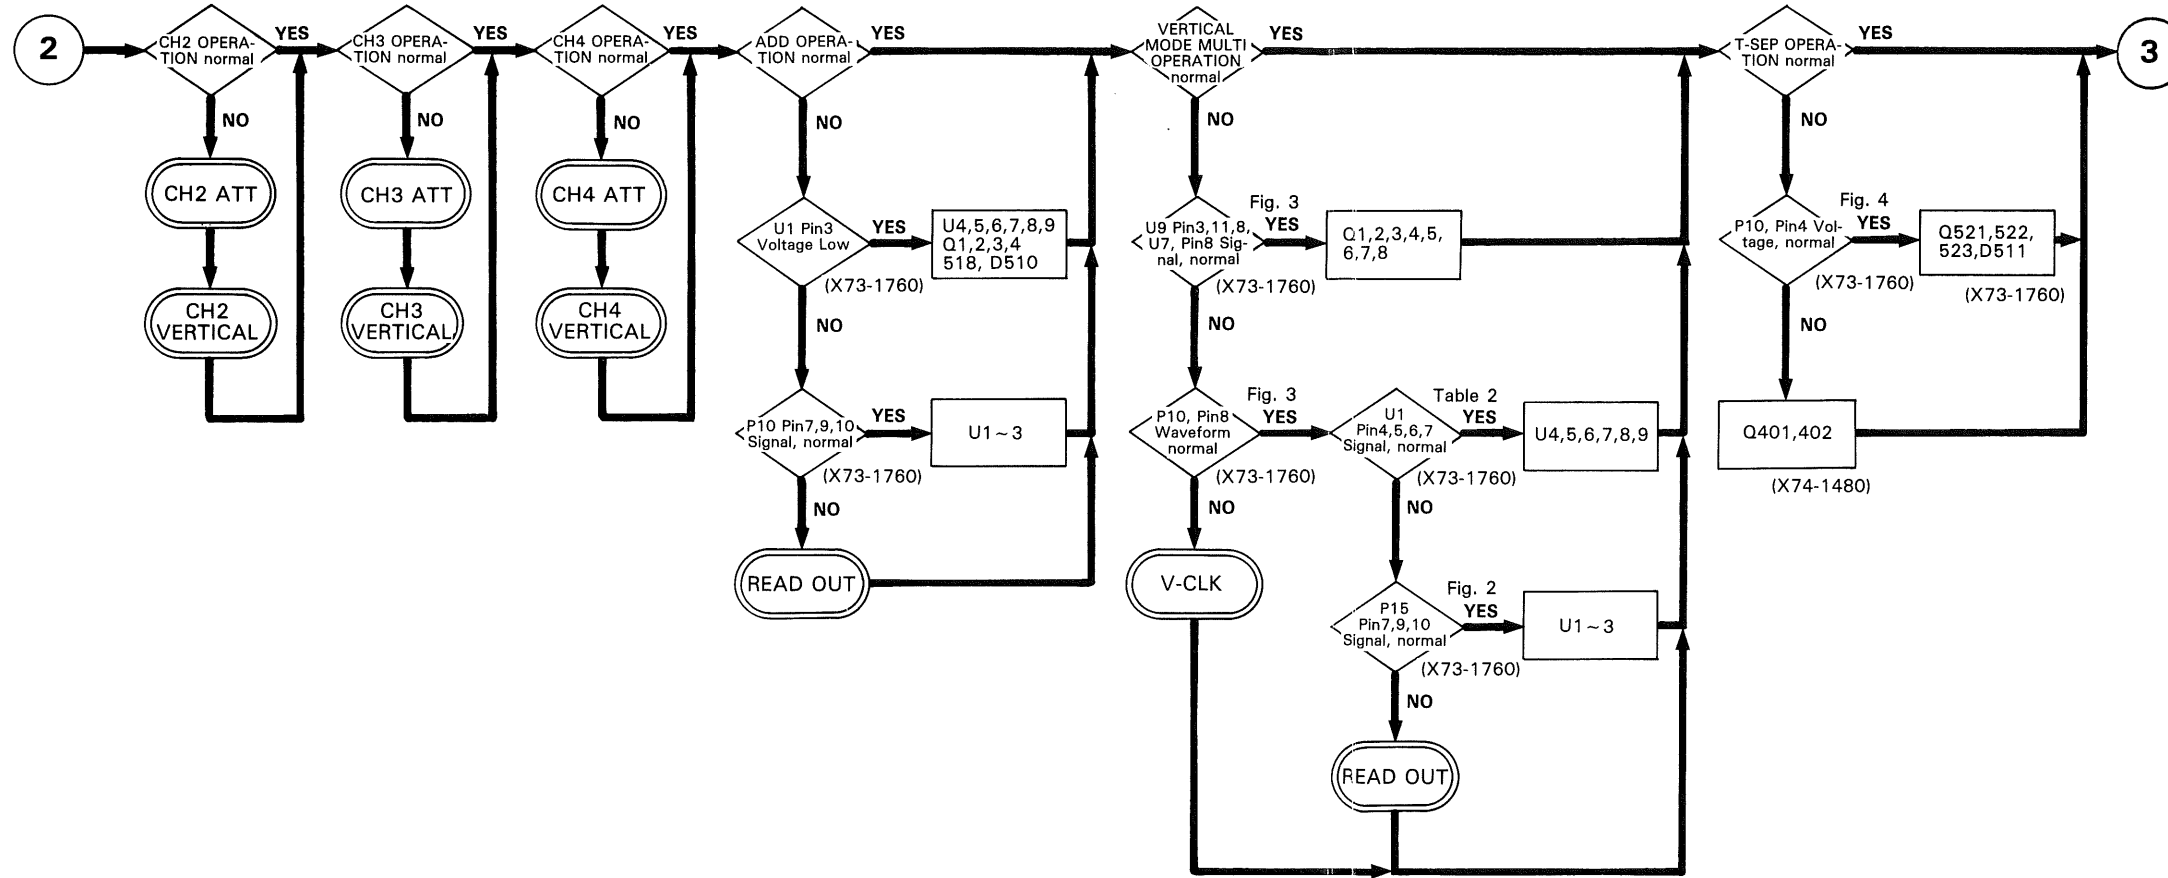 2
CH2 OPERA-
TION normal
YES
NO
CH2 ATT
CH2
VERTICAL
CH3 OPERA-
TION normal
YES
NO
CH3 ATT
CH3
VERTICAL
CH4 OPERA-
TION normal
YES
NO
CH4 ATT
CH4
VERTICAL
ADD OPERA-
TION normal
YES
NO
U1 Pin3
Voltage Low
YES
U4,5,6,7,8,9
Q1,2,3,4
518, D510
(X73-1760)
NO
P10 Pin7,9,10
Signal, normal
YES
U1~3
(X73-1760)
NO
READ OUT
VERTICAL
MODE MULTI
OPERATION
normal
YES
NO
U9 Pin3,11,8,
U7, Pin8 Sig-
nal, normal
Fig. 3
YES
Q1,2,3,4,5,
6,7,8
(X73-1760)
NO
P10, Pin8
Waveform
normal
Fig. 3
YES
(X73-1760)
NO
V-CLK
U1
Pin4,5,6,7
Signal, normal
Table 2
YES
U4,5,6,7,8,9
(X73-1760)
NO
P15
Pin7,9,10
Signal, normal
Fig. 2
YES
U1~3
(X73-1760)
NO
READ OUT
T-SEP OPERA-
TION normal
YES
NO
P10, Pin4 Vol-
tage, normal
Fig. 4
YES
Q521,522,
523,D511
(X73-1760)
(X73-1760)
NO
Q401,402
(X74-1480)
3